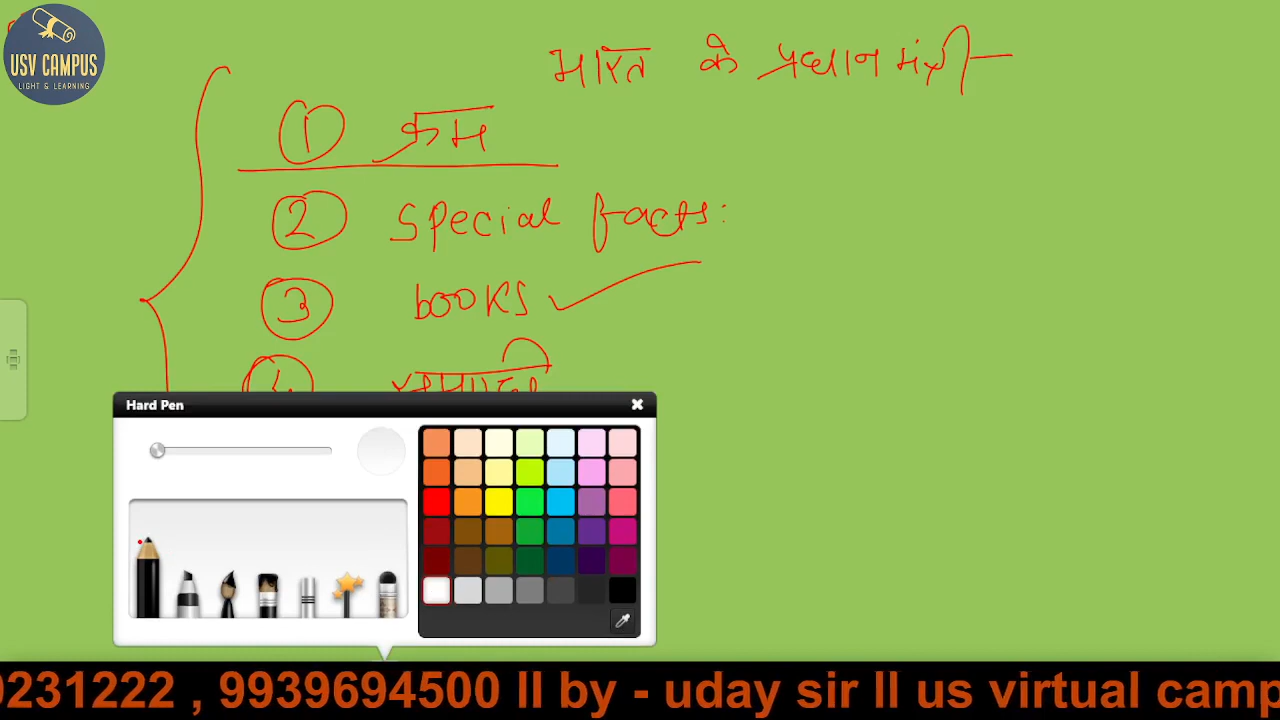 USV CAMPUS
LIGHT & LEARNING
भारत के प्रधान मंत्री -
1 क्रम
2 special facts:
3 books
4
Hard Pen
0231222 , 9939694500 ll by - uday sir ll us virtual camp